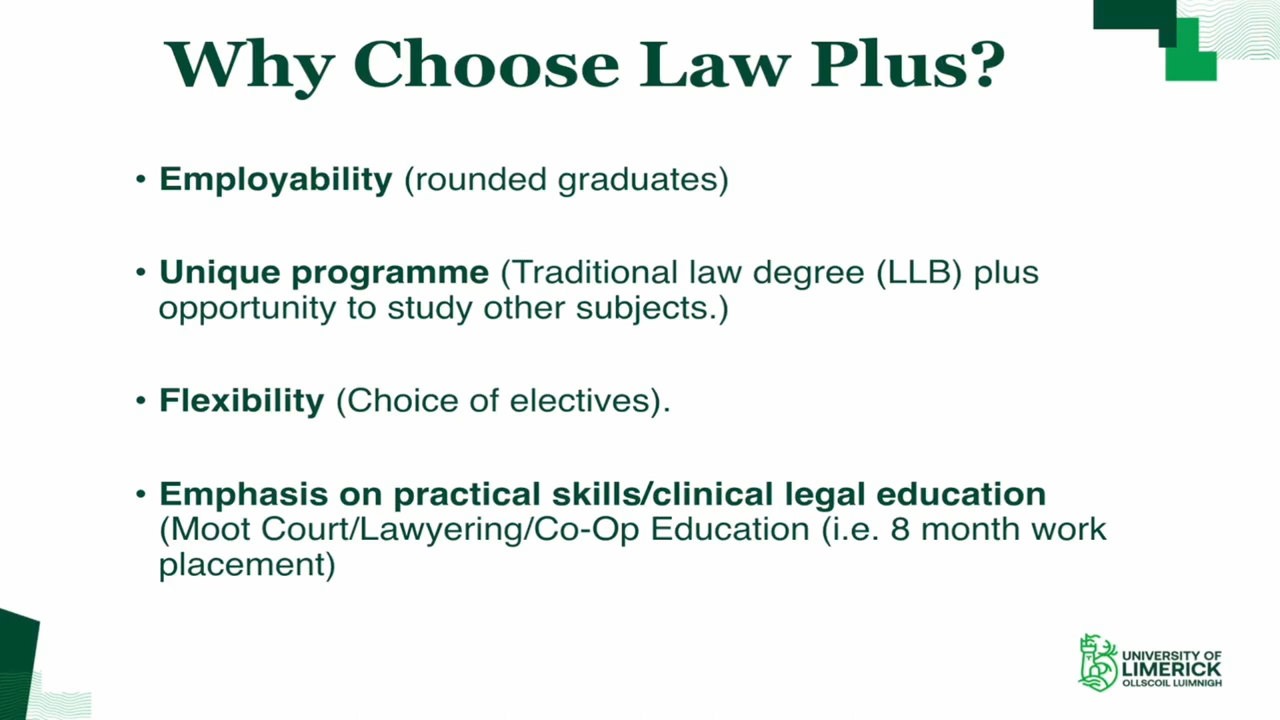 Why Choose Law Plus?
• Employability (rounded graduates)
• Unique programme (Traditional law degree (LLB) plus
opportunity to study other subjects.)
• Flexibility (Choice of electives).
• Emphasis on practical skills/clinical legal education
(Moot Court/Lawyering/Co-Op Education (i.e. 8 month work
placement)
UNIVERSITY OF
LIMERICK
OLLSCOIL LUIMNIGH